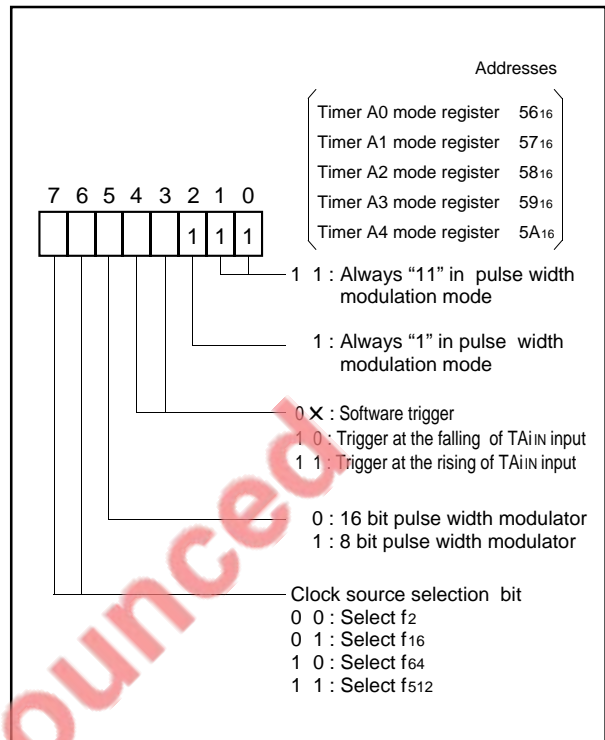 Addresses
Timer A0 mode register 5616
Timer A1 mode register 5716
Timer A2 mode register 5816
Timer A3 mode register 5916
Timer A4 mode register 5A16
7 6 5 4 3 2 1 0
1 1 1
1 1 : Always “11” in pulse width
modulation mode
1 : Always “1” in pulse width
modulation mode
0 ✕ : Software trigger
1 0 : Trigger at the falling of TAiIN input
1 1 : Trigger at the rising of TAiIN input
0 : 16 bit pulse width modulator
1 : 8 bit pulse width modulator
Clock source selection bit
0 0 : Select f2
0 1 : Select f16
1 0 : Select f64
1 1 : Select f512
ounced